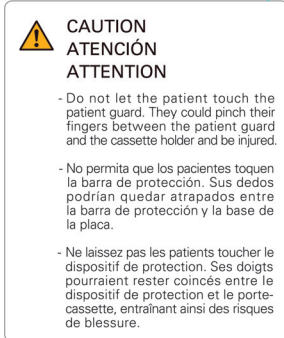 CAUTION
ATENCIÓN
ATTENTION
- Do not let the patient touch the
patient guard. They could pinch their
fingers between the patient guard
and the cassette holder and be injured.
- No permita que los pacientes toquen
la barra de protección. Sus dedos
podrían quedar atrapados entre
la barra de protección y la base de
la placa.
- Ne laissez pas les patients toucher le
dispositif de protection. Ses doigts
pourraient rester coincés entre le
dispositif de protection et le porte-
cassette, entraînant ainsi des risques
de blessure.